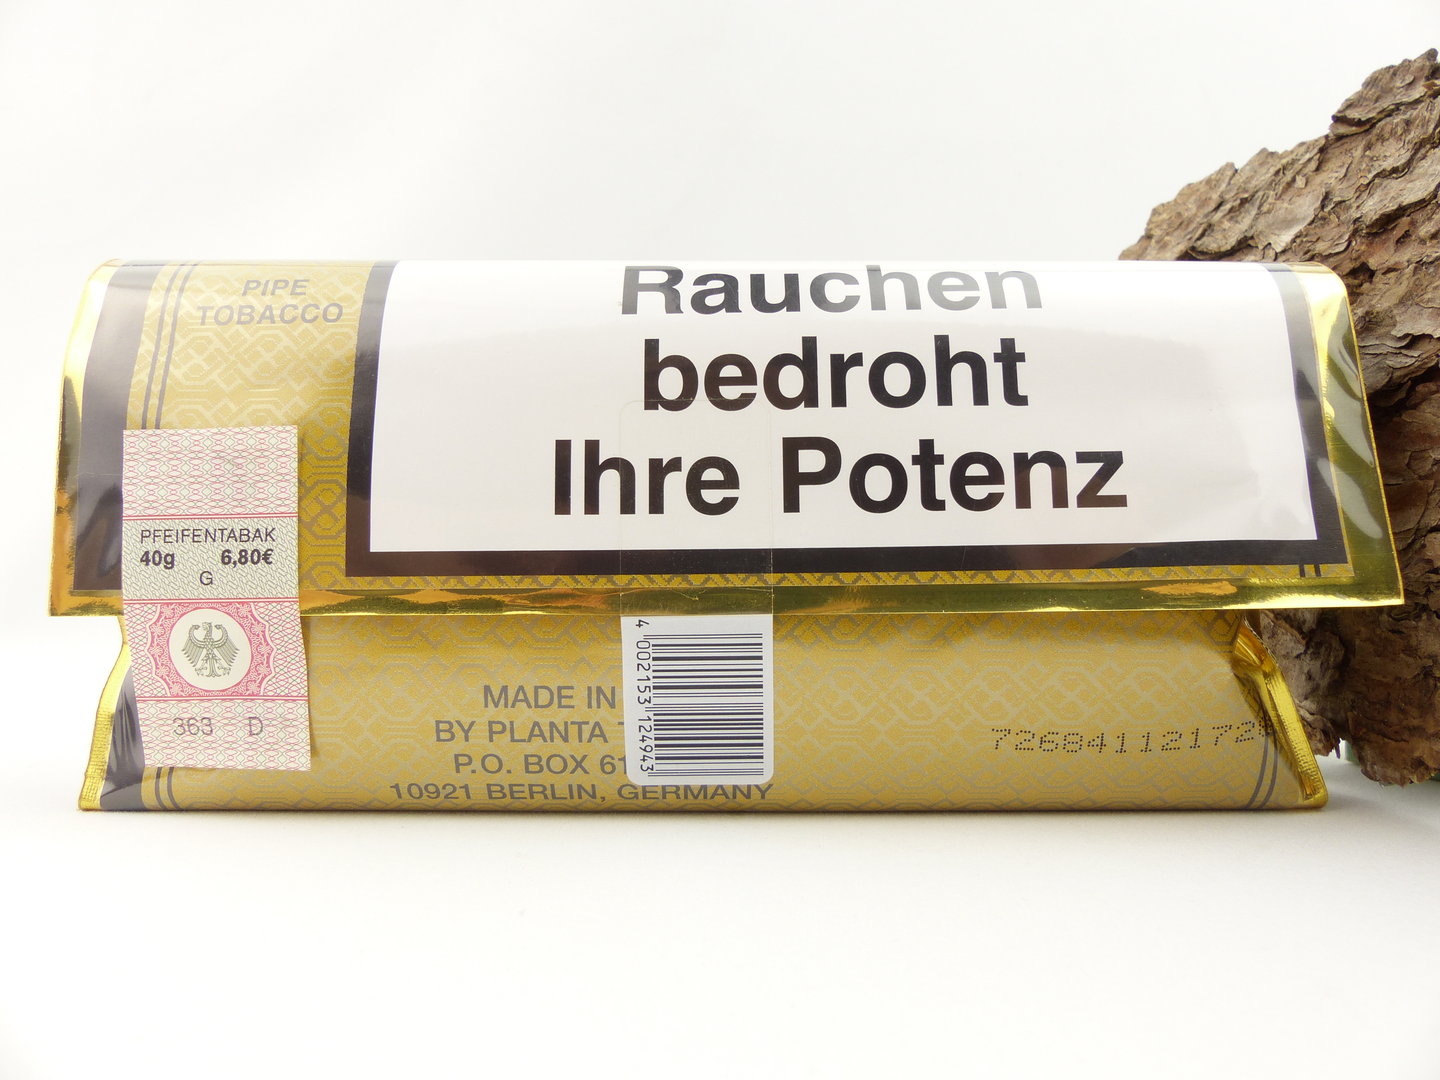 PIPE
TOBACCO
Rauchen
bedroht
Ihre Potenz
PFEIFENTABAK
40g 6,80€
G
363 D
MADE IN
BY PLANTA
P.O. BOX 61
10921 BERLIN, GERMANY
4 002153 124943
72684112172